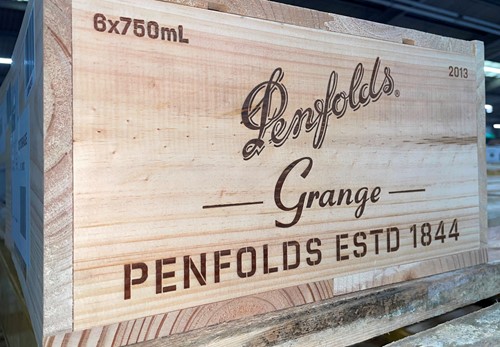 6x750mL
2013
Penfolds®
Grange
PENFOLDS ESTD 1844